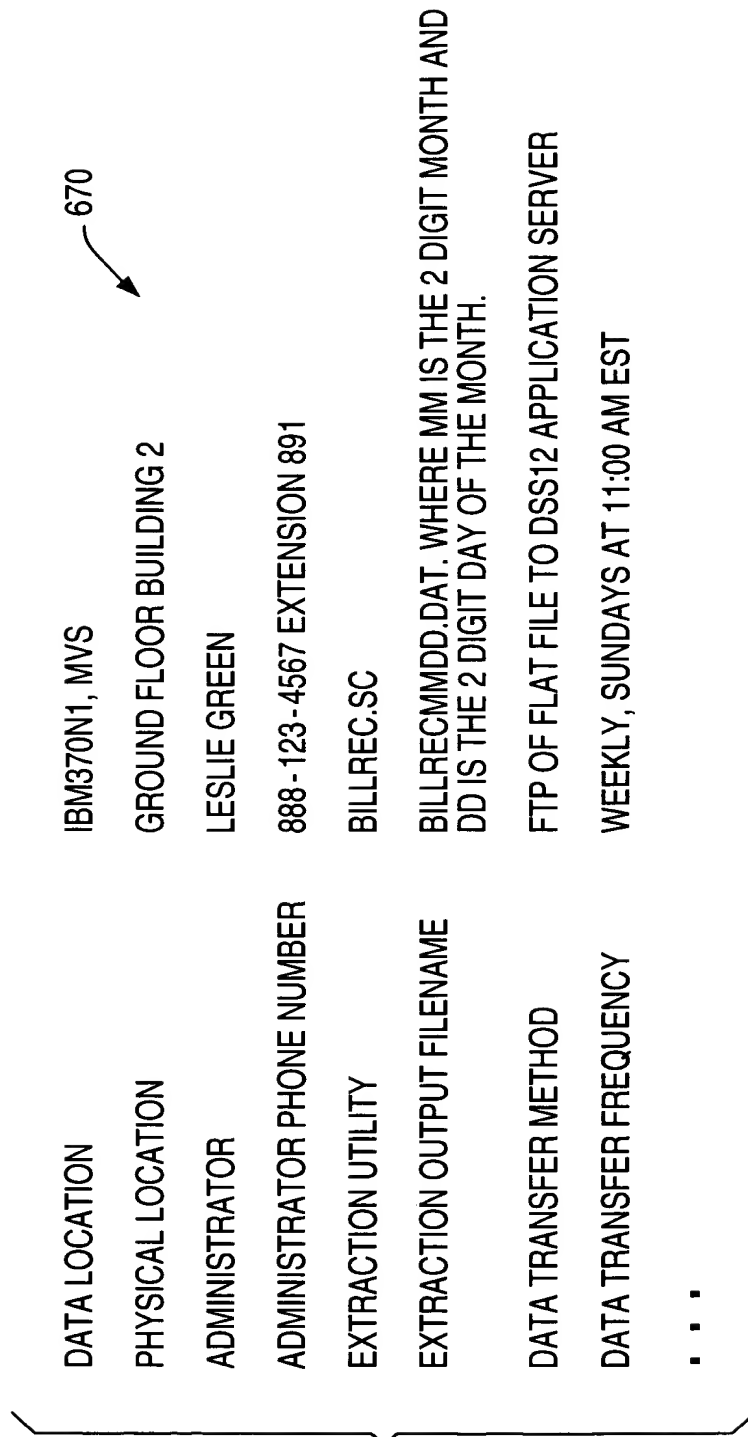 670
DATA LOCATION IBM370N1, MVS
PHYSICAL LOCATION GROUND FLOOR BUILDING 2
ADMINISTRATOR LESLIE GREEN
ADMINISTRATOR PHONE NUMBER 888-123-4567 EXTENSION 891
EXTRACTION UTILITY BILLREC.SC
EXTRACTION OUTPUT FILENAME BILLRECMMDD.DAT. WHERE MM IS THE 2 DIGIT MONTH AND
DD IS THE 2 DIGIT DAY OF THE MONTH.
DATA TRANSFER METHOD FTP OF FLAT FILE TO DSS12 APPLICATION SERVER
DATA TRANSFER FREQUENCY WEEKLY, SUNDAYS AT 11:00 AM EST
...